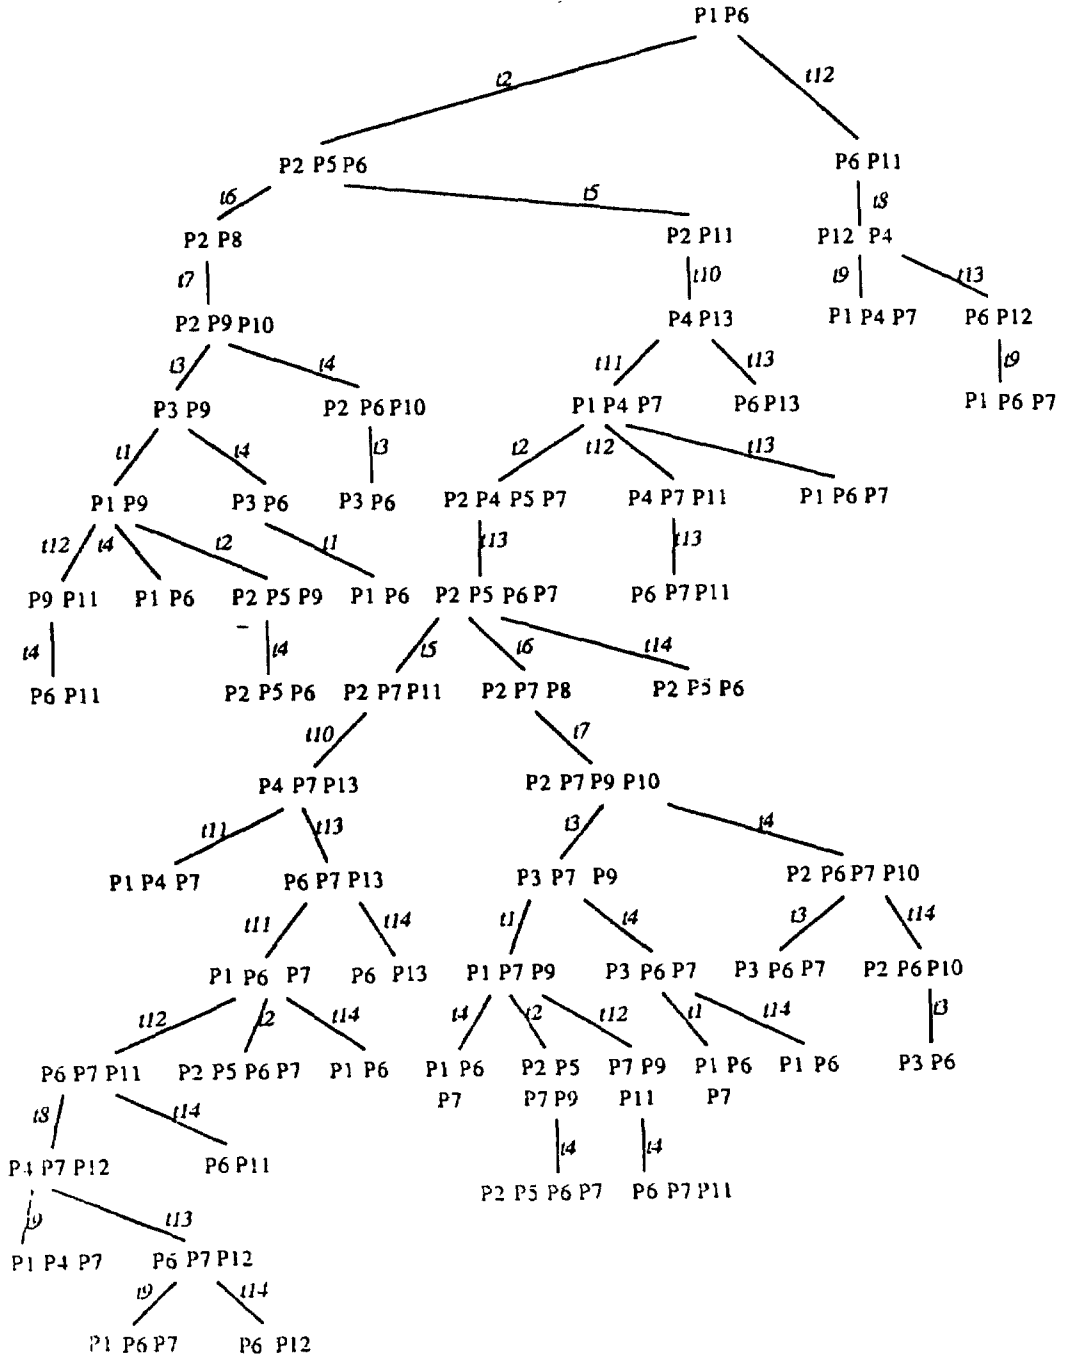 P1 P6
t2 t12
P2 P5 P6 P6 P11
t6 t5 t8
P2 P8 P2 P11 P12 P4
t7 t10 t9 t13
P2 P9 P10 P4 P13 P1 P4 P7 P6 P12
t3 t4 t11 t13 t9
P3 P9 P2 P6 P10 P1 P4 P7 P6 P13 P1 P6 P7
t1 t4 t3 t2 t12 t13
P1 P9 P3 P6 P3 P6 P2 P4 P5 P7 P4 P7 P11 P1 P6 P7
t12 t4 t2 t1 t13 t13
P9 P11 P1 P6 P2 P5 P9 P1 P6 P2 P5 P6 P7 P6 P7 P11
t4 t4 t5 t6 t14
P6 P11 P2 P5 P6 P2 P7 P11 P2 P7 P8 P2 P5 P6
t10 t7
P4 P7 P13 P2 P7 P9 P10
t11 t13 t3 t4
P1 P4 P7 P6 P7 P13 P3 P7 P9 P2 P6 P7 P10
t11 t14 t1 t4 t3 t14
P1 P6 P7 P6 P13 P1 P7 P9 P3 P6 P7 P3 P6 P7 P2 P6 P10
t12 t2 t14 t4 t2 t12 t1 t14 t3
P6 P7 P11 P2 P5 P6 P7 P1 P6 P1 P6 P2 P5 P7 P9 P1 P6 P1 P6 P3 P6
P7 P7 P9 P11 P7
t8 t14 t4 t4
P4 P7 P12 P6 P11 P2 P5 P6 P7 P6 P7 P11
t9 t13
P1 P4 P7 P6 P7 P12
t9 t14
P1 P6 P7 P6 P12